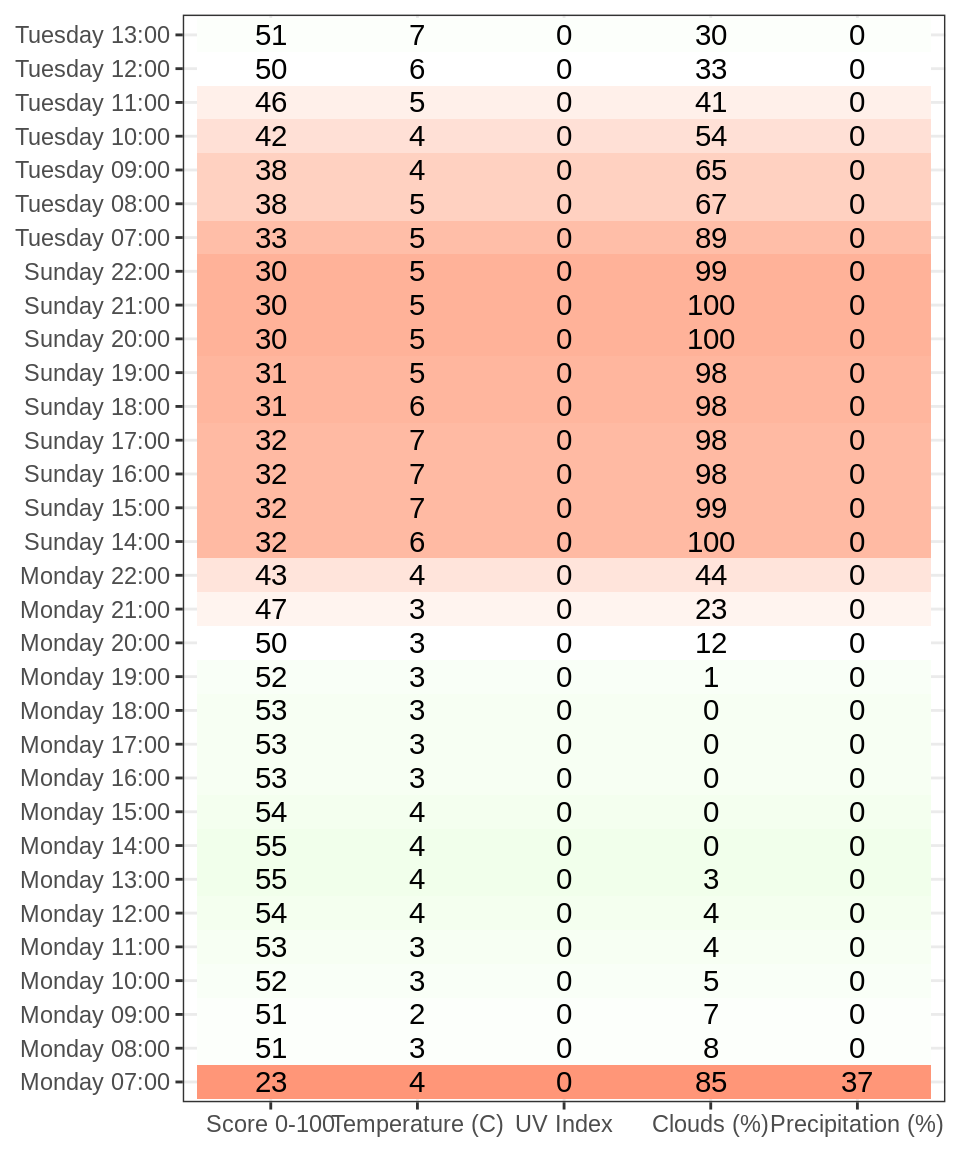 Tuesday 13:00 51 7 0 30 0
Tuesday 12:00 50 6 0 33 0
Tuesday 11:00 46 5 0 41 0
Tuesday 10:00 42 4 0 54 0
Tuesday 09:00 38 4 0 65 0
Tuesday 08:00 38 5 0 67 0
Tuesday 07:00 33 5 0 89 0
Sunday 22:00 30 5 0 99 0
Sunday 21:00 30 5 0 100 0
Sunday 20:00 30 5 0 100 0
Sunday 19:00 31 5 0 98 0
Sunday 18:00 31 6 0 98 0
Sunday 17:00 32 7 0 98 0
Sunday 16:00 32 7 0 98 0
Sunday 15:00 32 7 0 99 0
Sunday 14:00 32 6 0 100 0
Monday 22:00 43 4 0 44 0
Monday 21:00 47 3 0 23 0
Monday 20:00 50 3 0 12 0
Monday 19:00 52 3 0 1 0
Monday 18:00 53 3 0 0 0
Monday 17:00 53 3 0 0 0
Monday 16:00 53 3 0 0 0
Monday 15:00 54 4 0 0 0
Monday 14:00 55 4 0 0 0
Monday 13:00 55 4 0 3 0
Monday 12:00 54 4 0 4 0
Monday 11:00 53 3 0 4 0
Monday 10:00 52 3 0 5 0
Monday 09:00 51 2 0 7 0
Monday 08:00 51 3 0 8 0
Monday 07:00 23 4 0 85 37
Score 0-100 Temperature (C) UV Index Clouds (%) Precipitation (%)